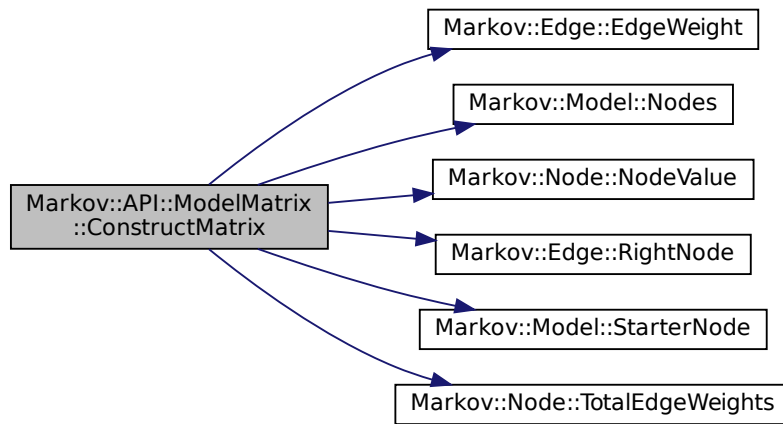 Markov::API::ModelMatrix
::ConstructMatrix
Markov::Edge::EdgeWeight
Markov::Model::Nodes
Markov::Node::NodeValue
Markov::Edge::RightNode
Markov::Model::StarterNode
Markov::Node::TotalEdgeWeights